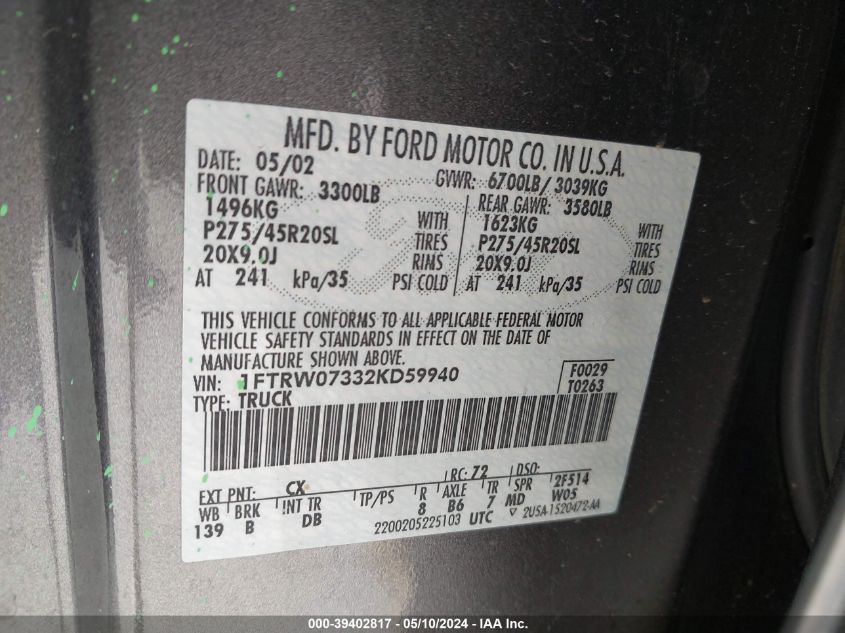 MFD. BY FORD MOTOR CO. IN U.S.A.
DATE: 05/02 GVWR: 6700LB/ 3039KG
FRONT GAWR: 3300LB REAR GAWR: 3580LB
1496KG WITH 1623KG WITH
P275/45R20SL TIRES P275/45R20SL TIRES
20X9.0J RIMS 20X9.0J RIMS
AT 241 kPa/35 PSI COLD AT 241 kPa/35 PSI COLD
THIS VEHICLE CONFORMS TO ALL APPLICABLE FEDERAL MOTOR
VEHICLE SAFETY STANDARDS IN EFFECT ON THE DATE OF
MANUFACTURE SHOWN ABOVE.
VIN: 1FTRW07332KD59940 F0029
TYPE: TRUCK T0263
EXT PNT: CX RC: 72 DSO:
WB BRK INT TR TP/PS R AXLE TR SPR 2F514
139 B DB 8 B6 7 MD W05
2200205225103 UTC ▽ 2U5A-1520472-AA
000-39402817 - 05/10/2024 - IAA Inc.